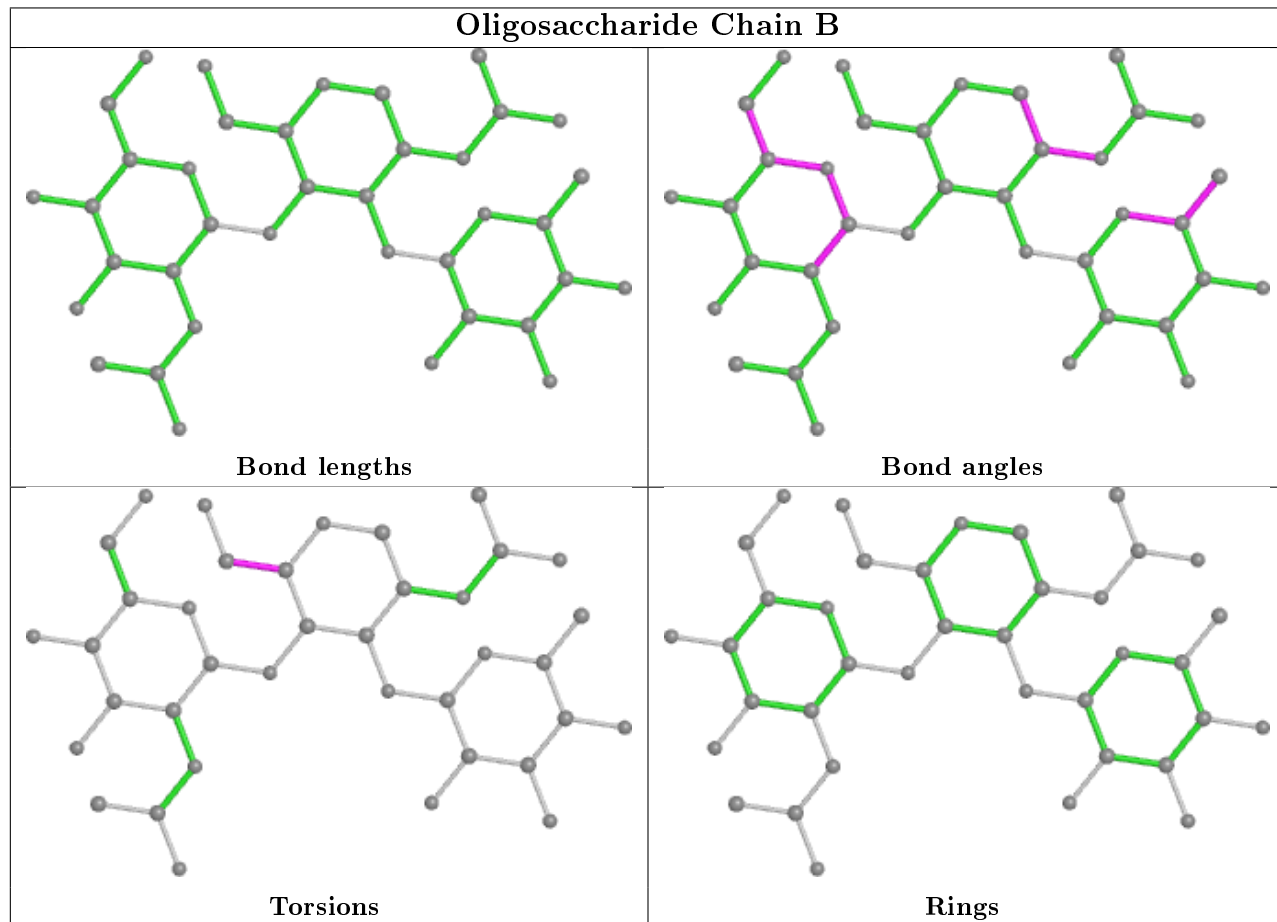 Oligosaccharide Chain B
Bond lengths
Bond angles
Torsions
Rings